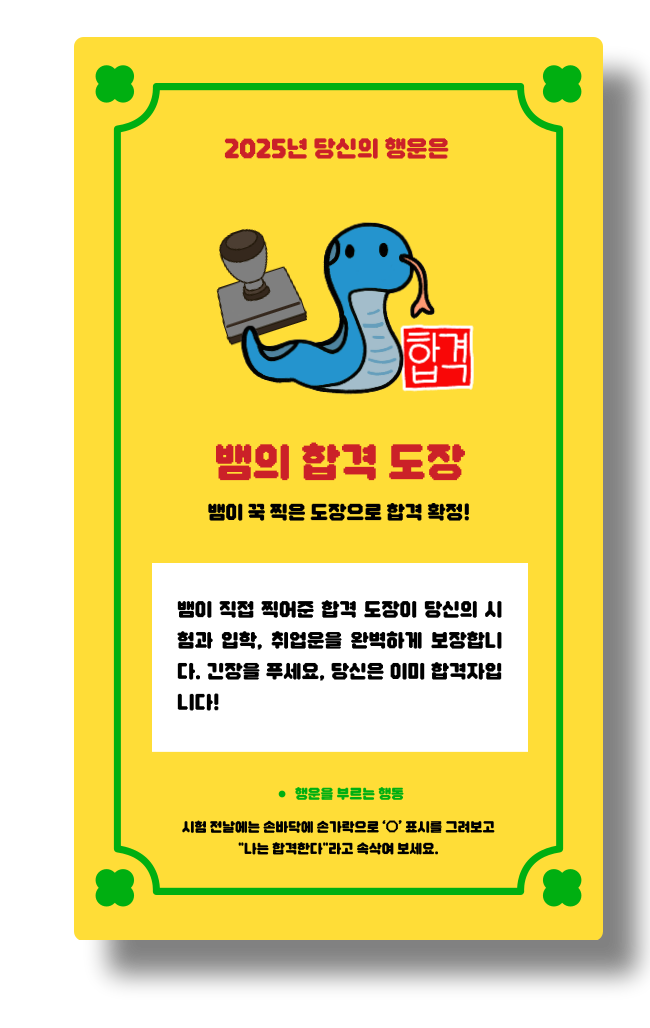 2025년 당신의 행운은
합격
뱀의 합격 도장
뱀이 꾹 찍은 도장으로 합격 확정!
뱀이 직접 찍어준 합격 도장이 당신의 시
험과 입학, 취업운을 완벽하게 보장합니
다. 긴장을 푸세요, 당신은 이미 합격자입
니다!
● 행운을 부르는 행동
시험 전날에는 손바닥에 손가락으로 ‘○’ 표시를 그려보고
"나는 합격한다"라고 속삭여 보세요.